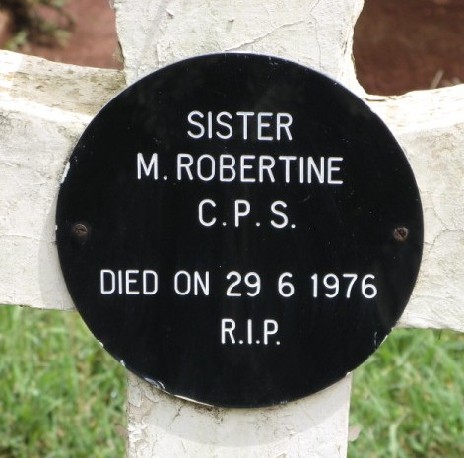 SISTER
M. ROBERTINE
C.P.S.
DIED ON 29 6 1976
R.I.P.